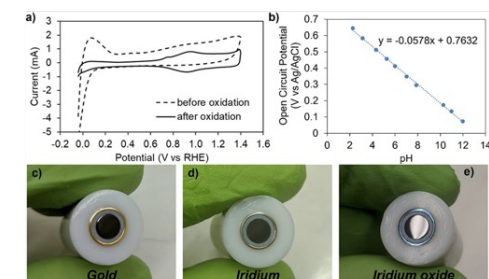 a)
3
2
1
0
-1
-2
-3
-4
-5
Current (mA)
before oxidation
after oxidation
-0.2 0 0.2 0.4 0.6 0.8 1.0 1.2 1.4 1.6
Potential (V vs RHE)
b)
0.7
0.6
0.5
0.4
0.3
0.2
0.1
0
Open Circuit Potential
(V vs Ag/AgCl)
y = -0.0578x + 0.7632
0 2 4 6 8 10 12 14
pH
c)
Gold
d)
Iridium
e)
Iridium oxide